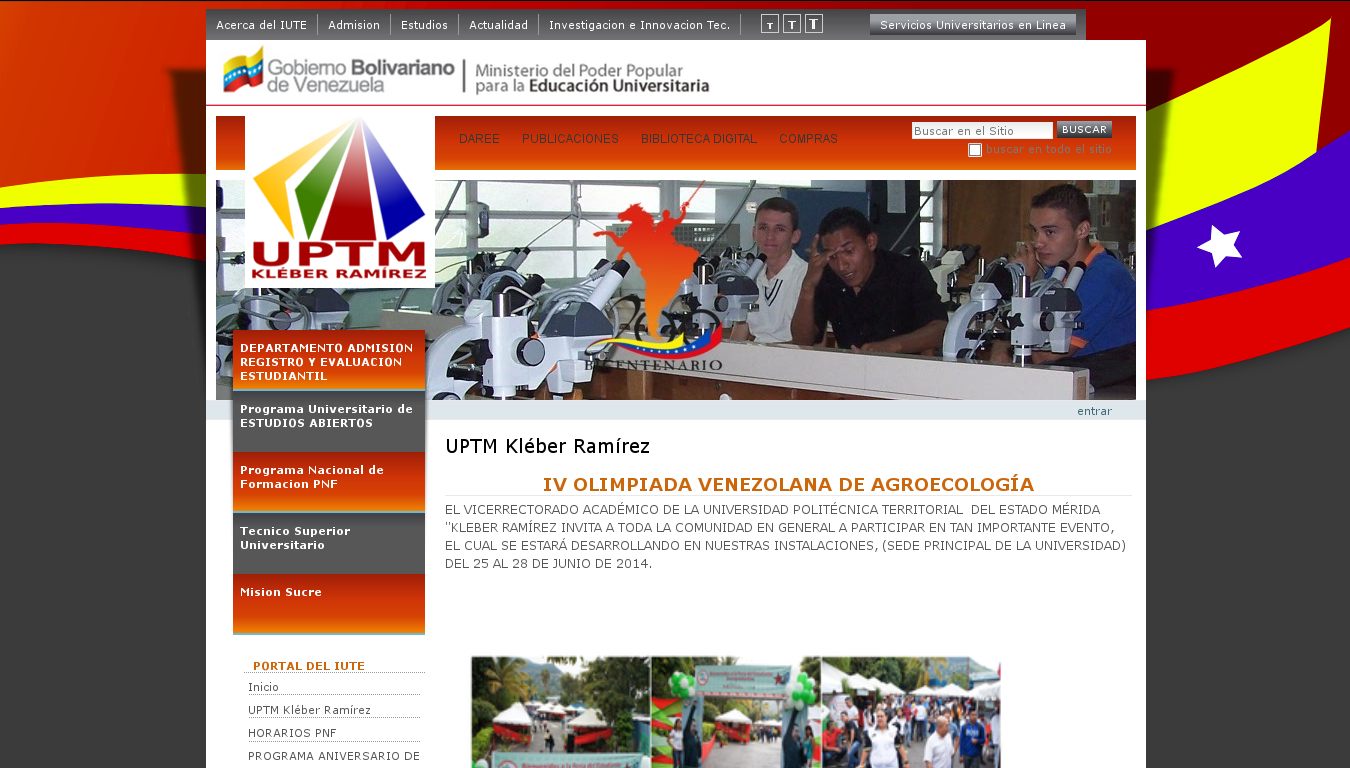 Acerca del IUTE
Admision
Estudios
Actualidad
Investigacion e Innovacion Tec.
T T T
Servicios Universitarios en Linea
Gobierno Bolivariano
de Venezuela
Ministerio del Poder Popular
para la Educación Universitaria
UPTM
KLÉBER RAMÍREZ
DAREE
PUBLICACIONES
BIBLIOTECA DIGITAL
COMPRAS
Buscar en el Sitio
BUSCAR
buscar en todo el sitio
200
BICENTENARIO
DEPARTAMENTO ADMISION
REGISTRO Y EVALUACION
ESTUDIANTIL
Programa Universitario de
ESTUDIOS ABIERTOS
Programa Nacional de
Formacion PNF
Tecnico Superior
Universitario
Mision Sucre
PORTAL DEL IUTE
Inicio
UPTM Kléber Ramírez
HORARIOS PNF
PROGRAMA ANIVERSARIO DE
entrar
UPTM Kléber Ramírez
IV OLIMPIADA VENEZOLANA DE AGROECOLOGÍA
EL VICERRECTORADO ACADÉMICO DE LA UNIVERSIDAD POLITÉCNICA TERRITORIAL  DEL ESTADO MÉRIDA
"KLEBER RAMÍREZ INVITA A TODA LA COMUNIDAD EN GENERAL A PARTICIPAR EN TAN IMPORTANTE EVENTO,
EL CUAL SE ESTARÁ DESARROLLANDO EN NUESTRAS INSTALACIONES, (SEDE PRINCIPAL DE LA UNIVERSIDAD)
DEL 25 AL 28 DE JUNIO DE 2014.